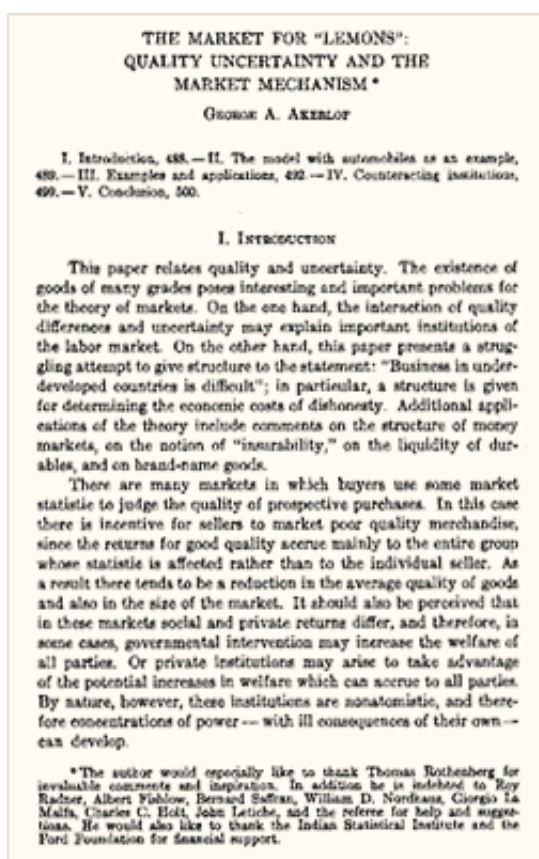 THE MARKET FOR "LEMONS":
QUALITY UNCERTAINTY AND THE
MARKET MECHANISM *
GEORGE A. AKERLOF
I. Introduction, 488. — II. The model with automobiles as an example,
489. — III. Examples and applications, 492. — IV. Counteracting institutions,
499. — V. Conclusion, 500.
I. INTRODUCTION
This paper relates quality and uncertainty. The existence of
goods of many grades poses interesting and important problems for
the theory of markets. On the one hand, the interaction of quality
differences and uncertainty may explain important institutions of
the labor market. On the other hand, this paper presents a strug-
gling attempt to give structure to the statement: "Business in under-
developed countries is difficult"; in particular, a structure is given
for determining the economic costs of dishonesty. Additional appli-
cations of the theory include comments on the structure of money
markets, on the notion of "insurability," on the liquidity of dur-
ables, and on brand-name goods.
There are many markets in which buyers use some market
statistic to judge the quality of prospective purchases. In this case
there is incentive for sellers to market poor quality merchandise,
since the returns for good quality accrue mainly to the entire group
whose statistic is affected rather than to the individual seller. As
a result there tends to be a reduction in the average quality of goods
and also in the size of the market. It should also be perceived that
in these markets social and private returns differ, and therefore, in
some cases, governmental intervention may increase the welfare of
all parties. Or private institutions may arise to take advantage
of the potential increases in welfare which can accrue to all parties.
By nature, however, these institutions are nonatomistic, and there-
fore concentrations of power — with ill consequences of their own —
can develop.
* The author would especially like to thank Thomas Rothenberg for
invaluable comments and inspiration. In addition he is indebted to Roy
Radner, Albert Fishlow, Bernard Saffran, William D. Nordhaus, Giorgio La
Malfa, Charles C. Holt, John Letiche, and the referee for help and sugges-
tions. He would also like to thank the Indian Statistical Institute and the
Ford Foundation for financial support.